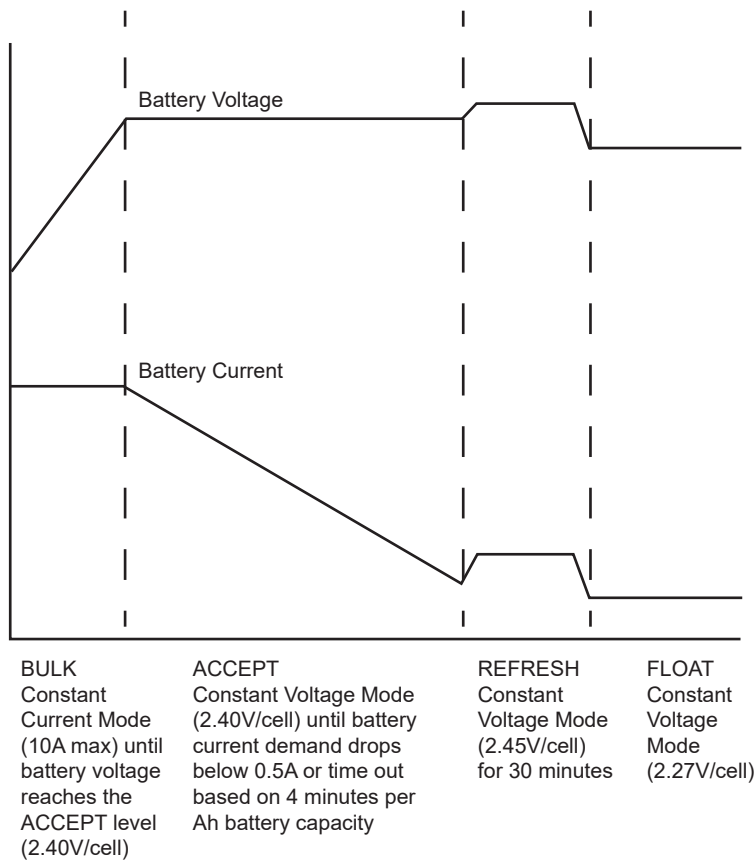 Battery Voltage
Battery Current
BULK
Constant
Current Mode
(10A max) until
battery voltage
reaches the
ACCEPT level
(2.40V/cell)
ACCEPT
Constant Voltage Mode
(2.40V/cell) until battery
current demand drops
below 0.5A or time out
based on 4 minutes per
Ah battery capacity
REFRESH
Constant
Voltage Mode
(2.45V/cell)
for 30 minutes
FLOAT
Constant
Voltage
Mode
(2.27V/cell)